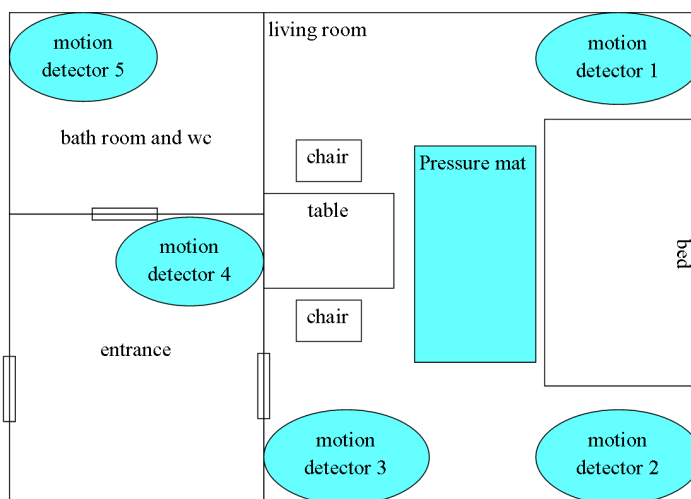 motion
detector 5
living room
motion
detector 1
bath room and wc
chair
Pressure mat
table
bed
motion
detector 4
chair
entrance
motion
detector 3
motion
detector 2